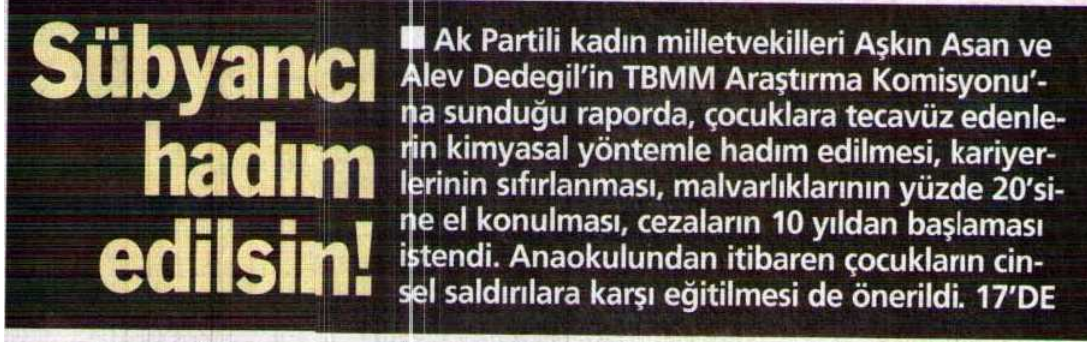 Sübyancı
hadım
edilsin!
■ Ak Partili kadın milletvekilleri Aşkın Asan ve
Alev Dedegil'in TBMM Araştırma Komisyonu'-
na sunduğu raporda, çocuklara tecavüz edenle-
rin kimyasal yöntemle hadım edilmesi, kariyer-
lerinin sıfırlanması, malvarlıklarının yüzde 20'si-
ne el konulması, cezaların 10 yıldan başlaması
istendi. Anaokulundan itibaren çocukların cin-
sel saldırılara karşı eğitilmesi de önerildi. 17'DE